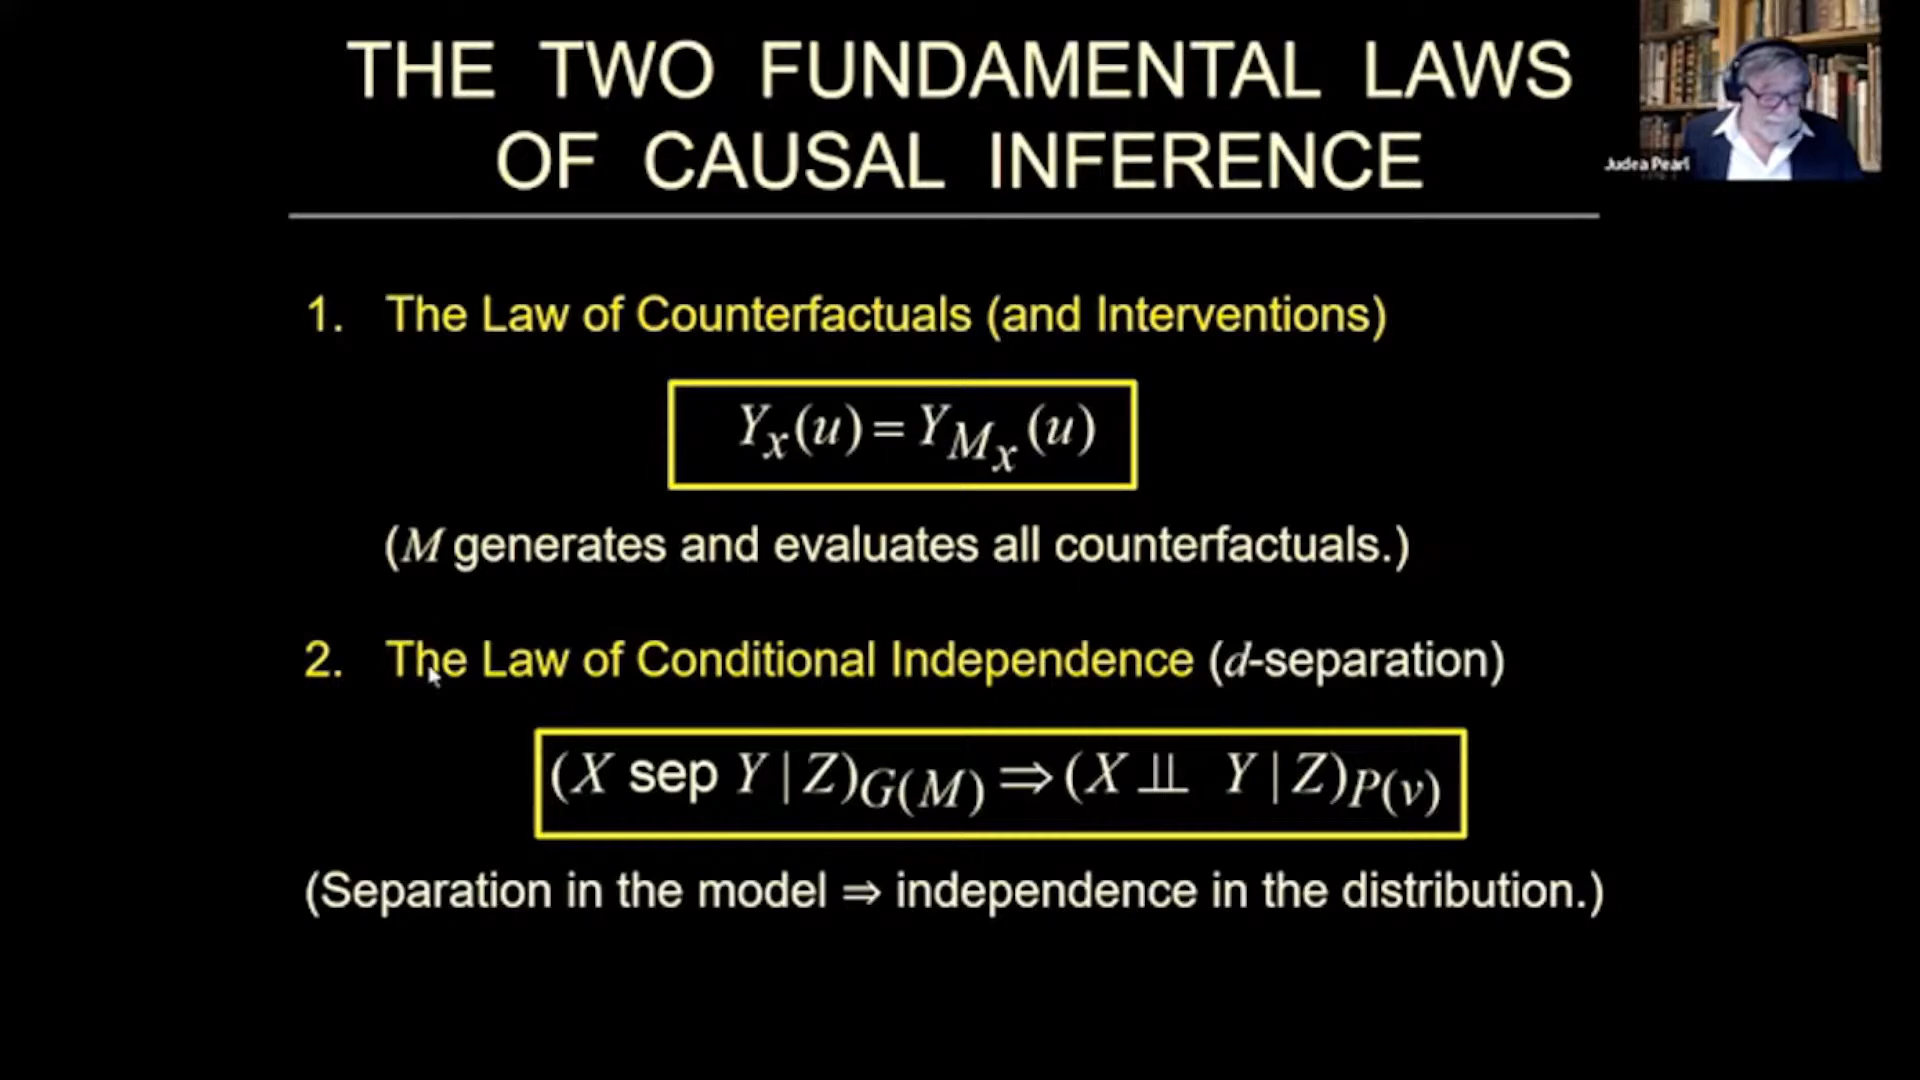 THE TWO FUNDAMENTAL LAWS
OF CAUSAL INFERENCE
Judea Pearl
1. The Law of Counterfactuals (and Interventions)
Yₓ(u) = Y_{M_x}(u)
(M generates and evaluates all counterfactuals.)
2. The Law of Conditional Independence (d-separation)
(X sep Y | Z)_{G(M)} ⇒ (X ⫫ Y | Z)_{P(v)}
(Separation in the model ⇒ independence in the distribution.)